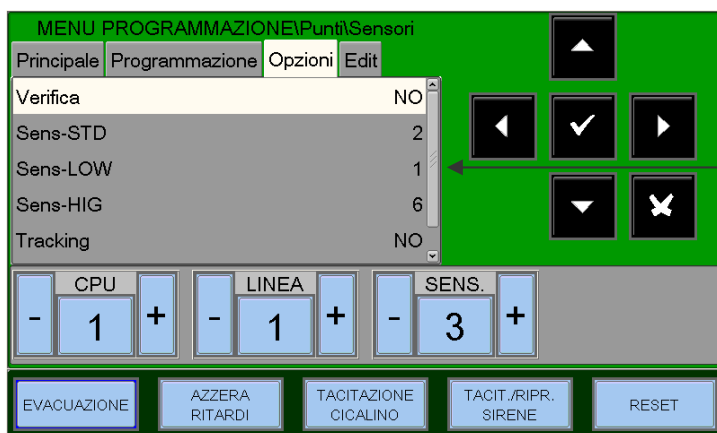 MENU PROGRAMMAZIONE\Punti\Sensori
Principale Programmazione Opzioni Edit
Verifica NO
Sens-STD 2
Sens-LOW 1
Sens-HIG 6
Tracking NO
CPU LINEA SENS.
- 1 + - 1 + - 3 +
EVACUAZIONE AZZERA RITARDI TACITAZIONE CICALINO TACIT./RIPR. SIRENE RESET